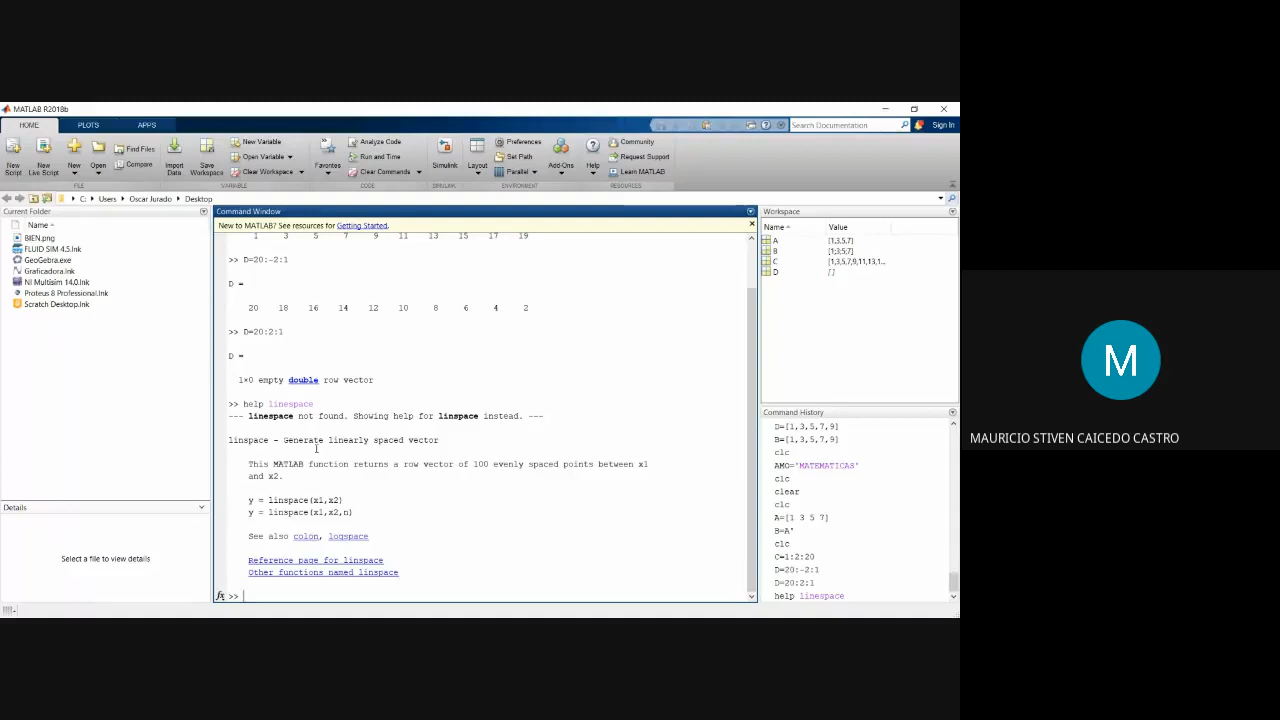 MATLAB R2018b
HOME PLOTS APPS
Search Documentation
Sign In
New Script
New Live Script
New
Open
Find Files
Compare
Import Data
Save Workspace
New Variable
Open Variable
Clear Workspace
Favorites
Analyze Code
Run and Time
Clear Commands
Simulink
Layout
Preferences
Set Path
Parallel
Add-Ons
Help
Community
Request Support
Learn MATLAB
FILE VARIABLE CODE SIMULINK ENVIRONMENT RESOURCES
C: Users Oscar Jurado Desktop
Current Folder
Name
BIEN.png
FLUID SIM 4.5.lnk
GeoGebra.exe
Graficadora.lnk
NI Multisim 14.0.lnk
Proteus 8 Professional.lnk
Scratch Desktop.lnk
Details
Select a file to view details
Command Window
New to MATLAB? See resources for Getting Started.
1 3 5 7 9 11 13 15 17 19
>> D=20:-2:1
D =
20 18 16 14 12 10 8 6 4 2
>> D=20:2:1
D =
1×0 empty double row vector
>> help linespace
--- linespace not found. Showing help for linspace instead. ---
linspace - Generate linearly spaced vector
This MATLAB function returns a row vector of 100 evenly spaced points between x1
and x2.
y = linspace(x1,x2)
y = linspace(x1,x2,n)
See also colon, logspace
Reference page for linspace
Other functions named linspace
fx >>
Workspace
Name Value
A [1,3,5,7]
B [1;3;5;7]
C [1,3,5,7,9,11,13,1...
D []
Command History
D=[1,3,5,7,9]
B=[1,3,5,7,9]
clc
AMO='MATEMATICAS'
clc
clear
clc
A=[1 3 5 7]
B=A'
clc
C=1:2:20
D=20:-2:1
D=20:2:1
help linespace
M
MAURICIO STIVEN CAICEDO CASTRO